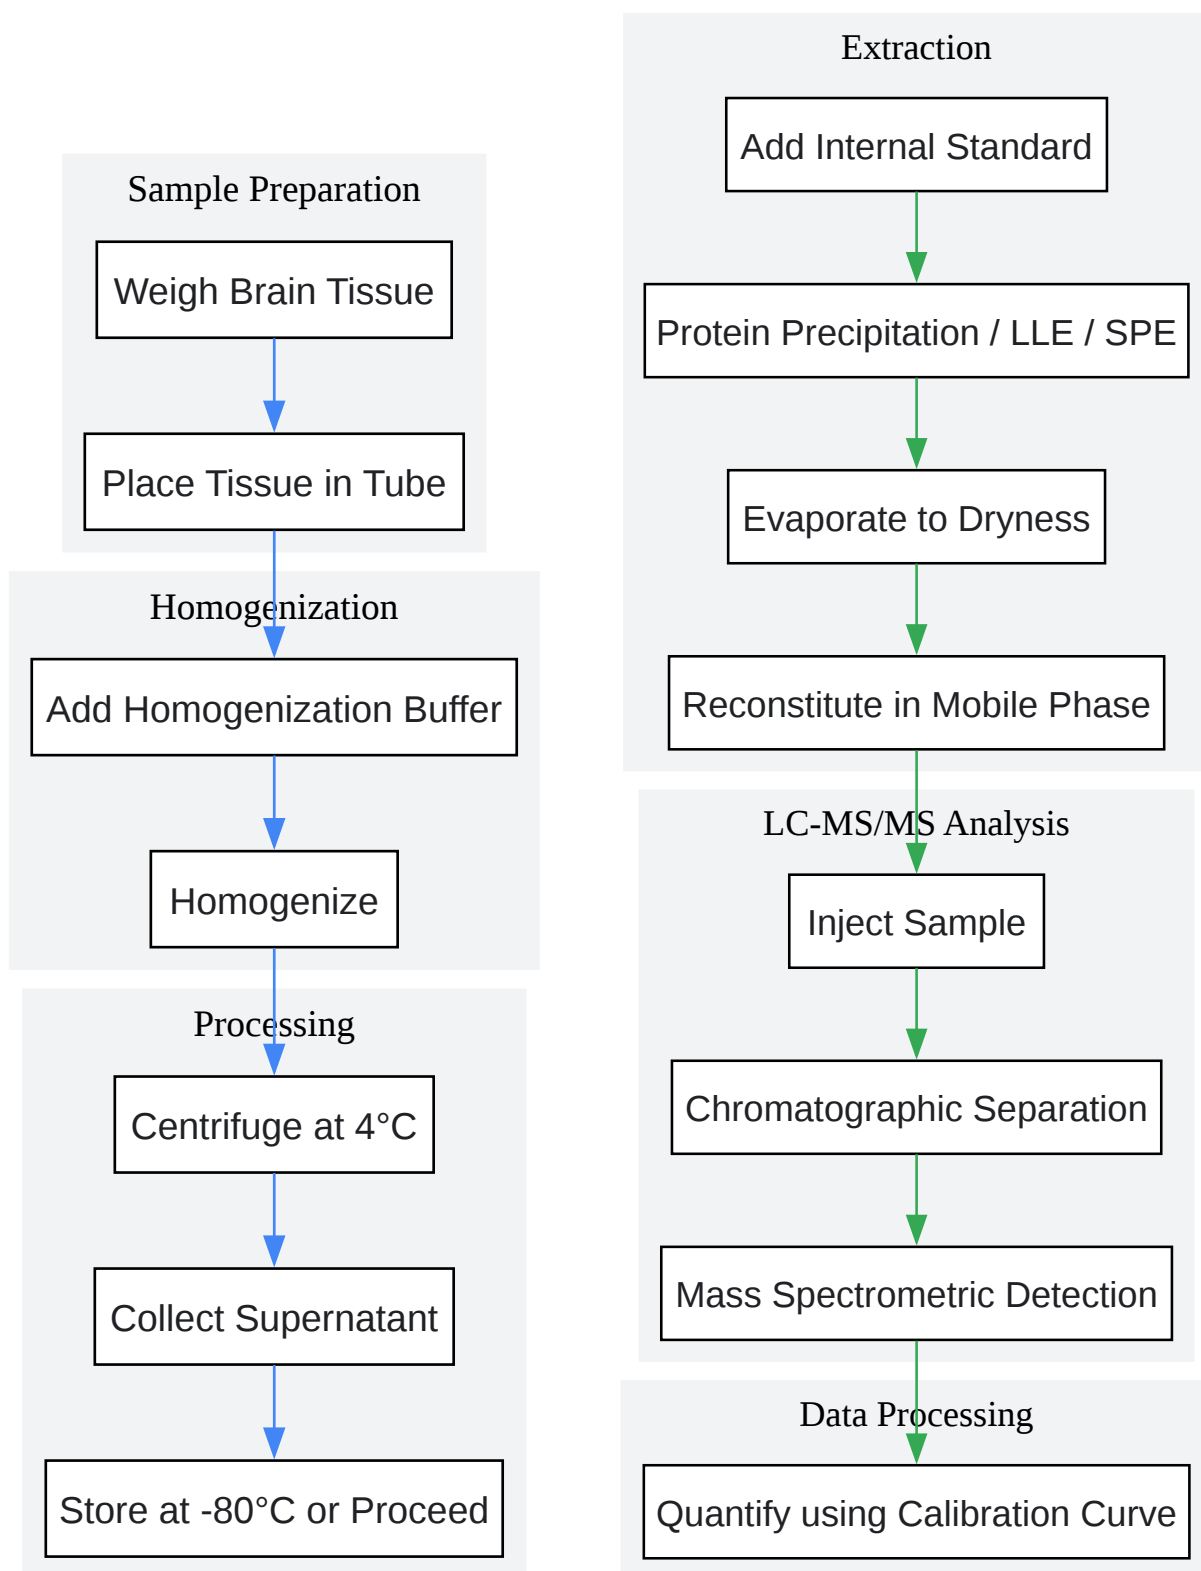 Sample Preparation
Weigh Brain Tissue
Place Tissue in Tube
Homogenization
Add Homogenization Buffer
Homogenize
Processing
Centrifuge at 4°C
Collect Supernatant
Store at -80°C or Proceed
Extraction
Add Internal Standard
Protein Precipitation / LLE / SPE
Evaporate to Dryness
Reconstitute in Mobile Phase
LC-MS/MS Analysis
Inject Sample
Chromatographic Separation
Mass Spectrometric Detection
Data Processing
Quantify using Calibration Curve